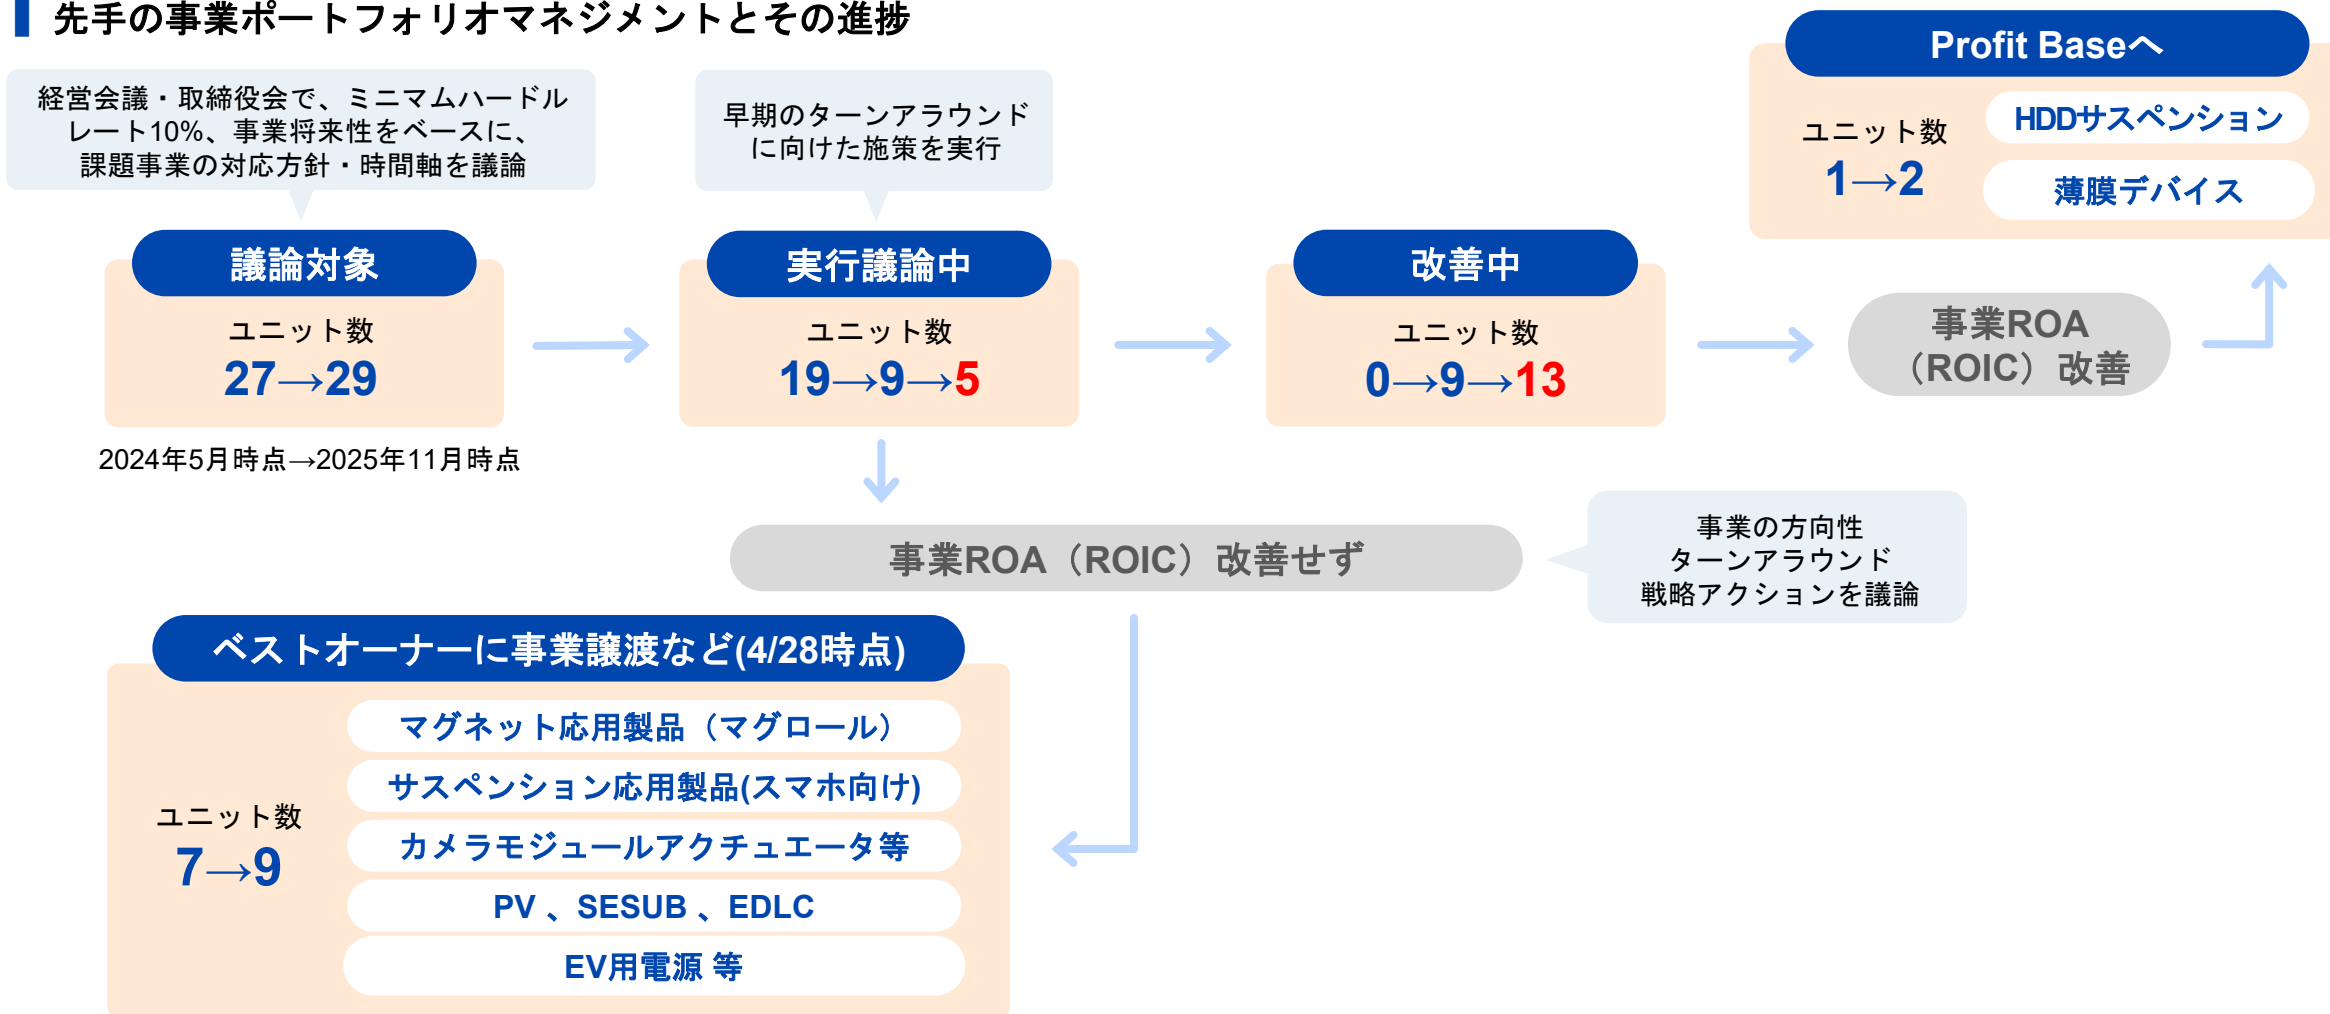 先手の事業ポートフォリオマネジメントとその進捗
経営会議・取締役会で、ミニマムハードル
レート10%、事業将来性をベースに、
課題事業の対応方針・時間軸を議論
議論対象
ユニット数
27→29
2024年5月時点→2025年11月時点
早期のターンアラウンド
に向けた施策を実行
実行議論中
ユニット数
19→9→5
改善中
ユニット数
0→9→13
事業ROA
（ROIC）改善
Profit Baseへ
ユニット数
1→2
HDDサスペンション
薄膜デバイス
事業ROA（ROIC）改善せず
事業の方向性
ターンアラウンド
戦略アクションを議論
ベストオーナーに事業譲渡など(4/28時点)
ユニット数
7→9
マグネット応用製品（マグロール）
サスペンション応用製品(スマホ向け)
カメラモジュールアクチュエータ等
PV 、SESUB 、EDLC
EV用電源 等